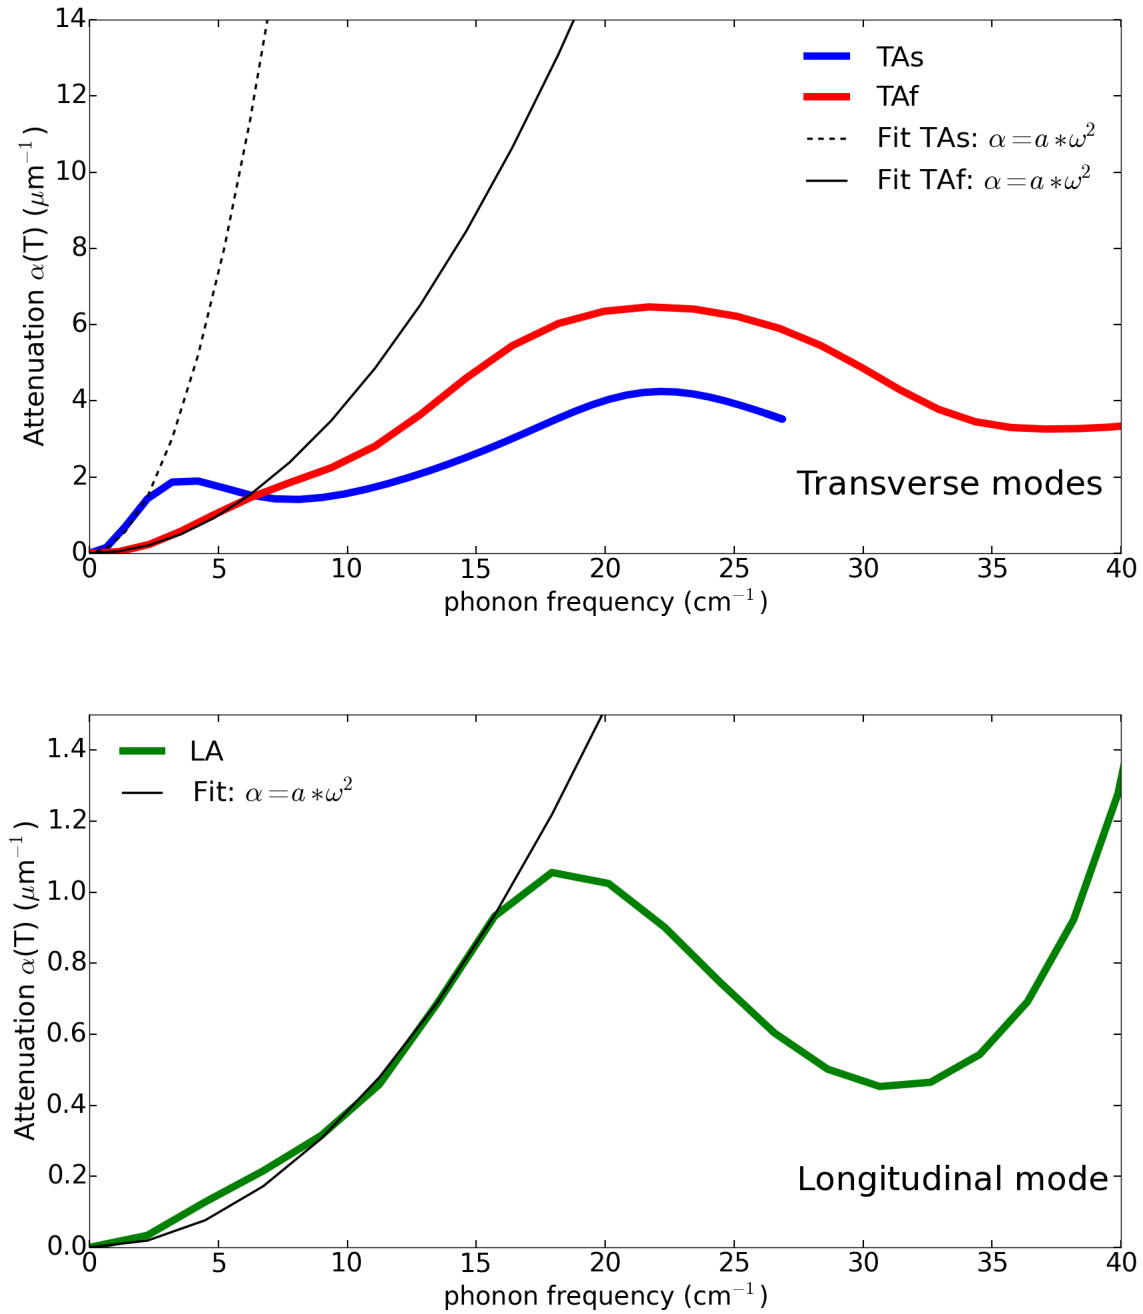 14
12
10
8
6
4
2
0
Attenuation α(T) (μm⁻¹)
TAs
TAf
Fit TAs: α=a∗ω²
Fit TAf: α=a∗ω²
Transverse modes
0 5 10 15 20 25 30 35 40
phonon frequency (cm⁻¹)
1.4
1.2
1.0
0.8
0.6
0.4
0.2
0.0
Attenuation α(T) (μm⁻¹)
LA
Fit: α=a∗ω²
Longitudinal mode
0 5 10 15 20 25 30 35 40
phonon frequency (cm⁻¹)